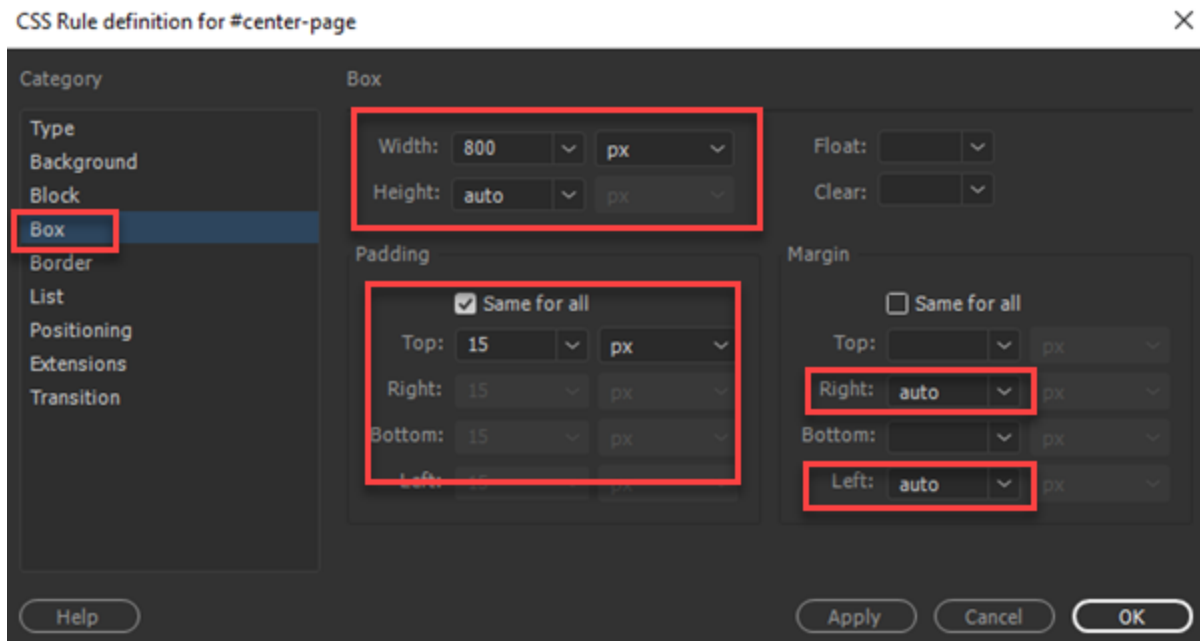 CSS Rule definition for #center-page
Category
Type
Background
Block
Box
Border
List
Positioning
Extensions
Transition
Box
Width: 800 px
Height: auto px
Float:
Clear:
Padding
Same for all
Top: 15 px
Right: 15 px
Bottom: 15 px
Left: 15 px
Margin
Same for all
Top: px
Right: auto px
Bottom: px
Left: auto px
Help
Apply
Cancel
OK